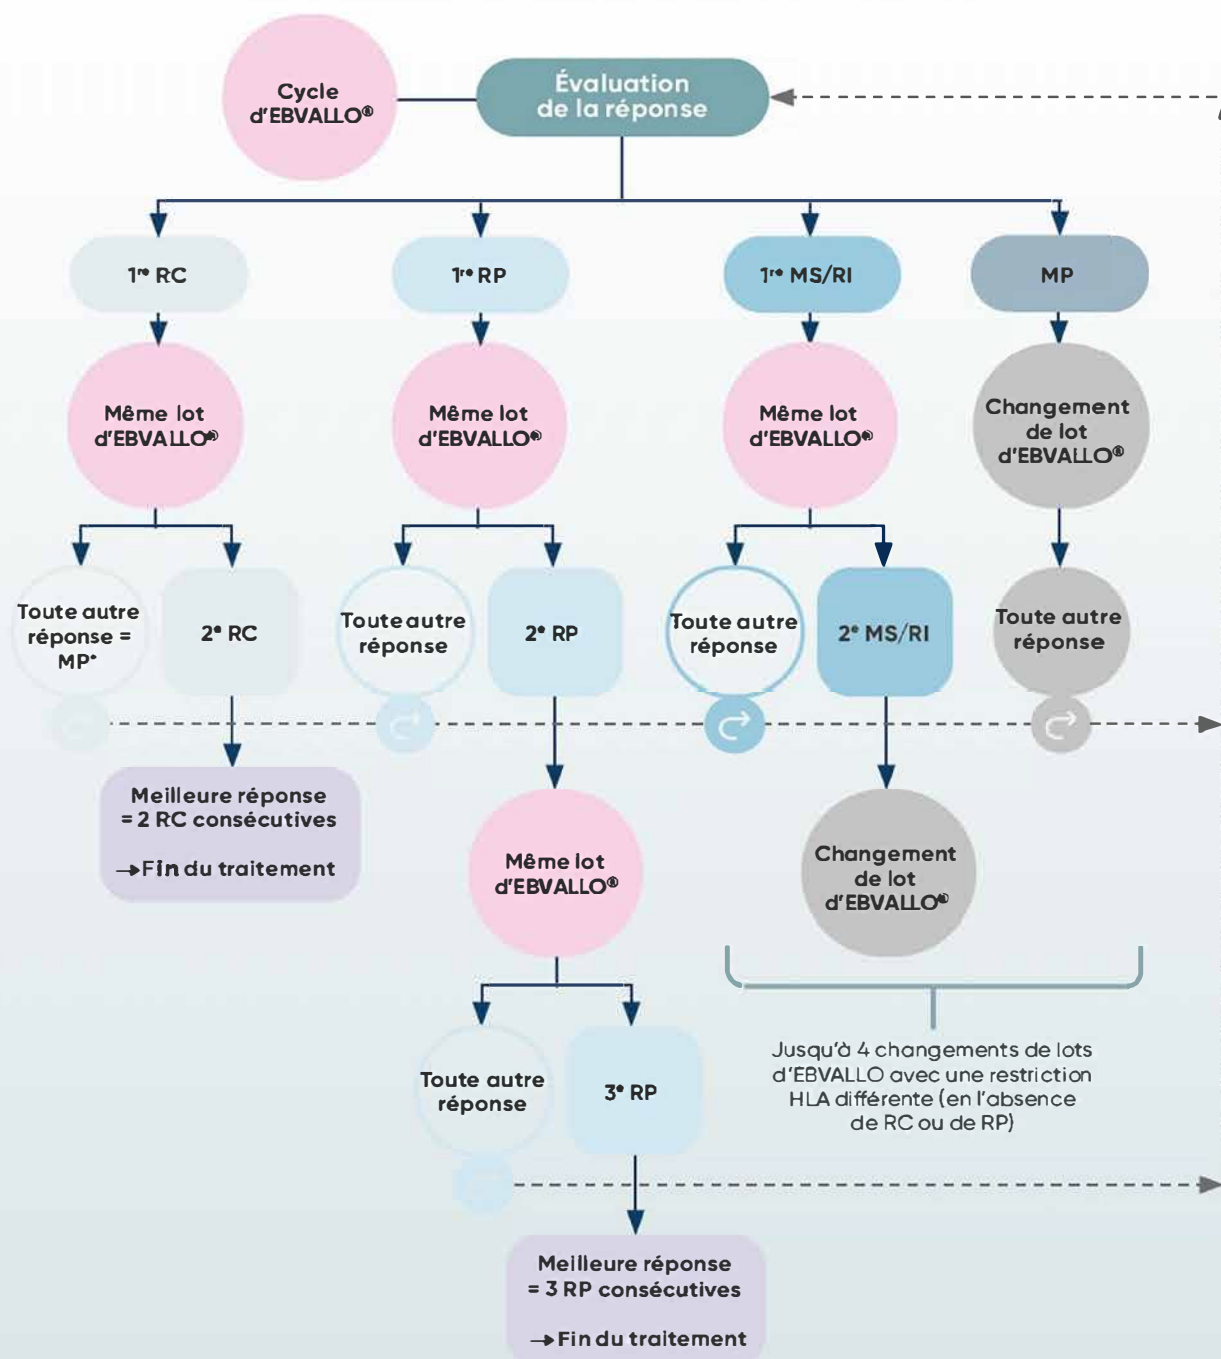 Cycle
d'EBVALLO®
Évaluation
de la réponse
1re RC
1re RP
1re MS/RI
MP
Même lot
d'EBVALLO®
Même lot
d'EBVALLO®
Même lot
d'EBVALLO®
Changement
de lot
d'EBVALLO®
Toute autre
réponse =
MP*
2e RC
Toute autre
réponse
2e RP
Toute autre
réponse
2e MS/RI
Toute autre
réponse
Meilleure réponse
= 2 RC consécutives
→ Fin du traitement
Même lot
d'EBVALLO®
Changement
de lot
d'EBVALLO®
Toute autre
réponse
3e RP
Jusqu'à 4 changements de lots
d'EBVALLO avec une restriction
HLA différente (en l'absence
de RC ou de RP)
Meilleure réponse
= 3 RP consécutives
→ Fin du traitement